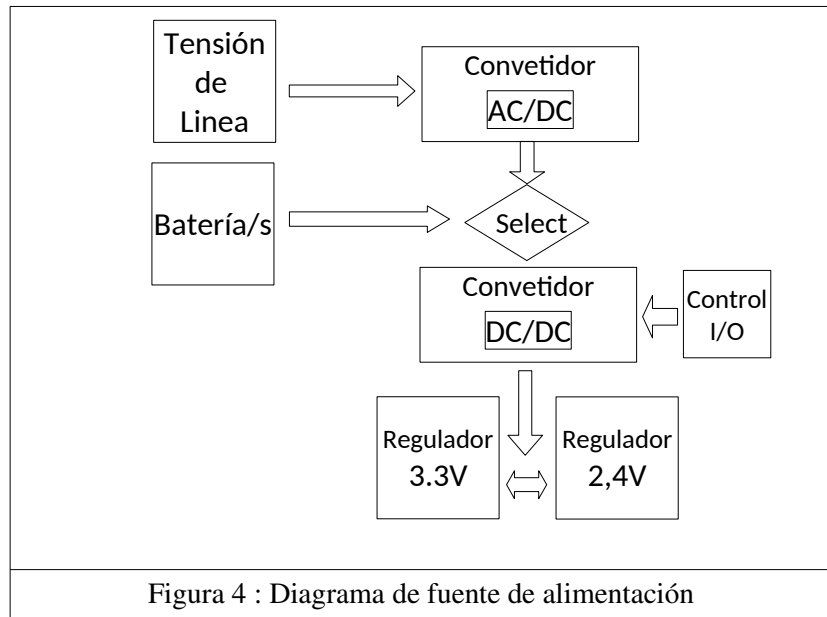 Tensión
de
Linea
Convetidor
AC/DC
Batería/s
Select
Convetidor
DC/DC
Control
I/O
Regulador
3.3V
Regulador
2,4V
Figura 4 : Diagrama de fuente de alimentación